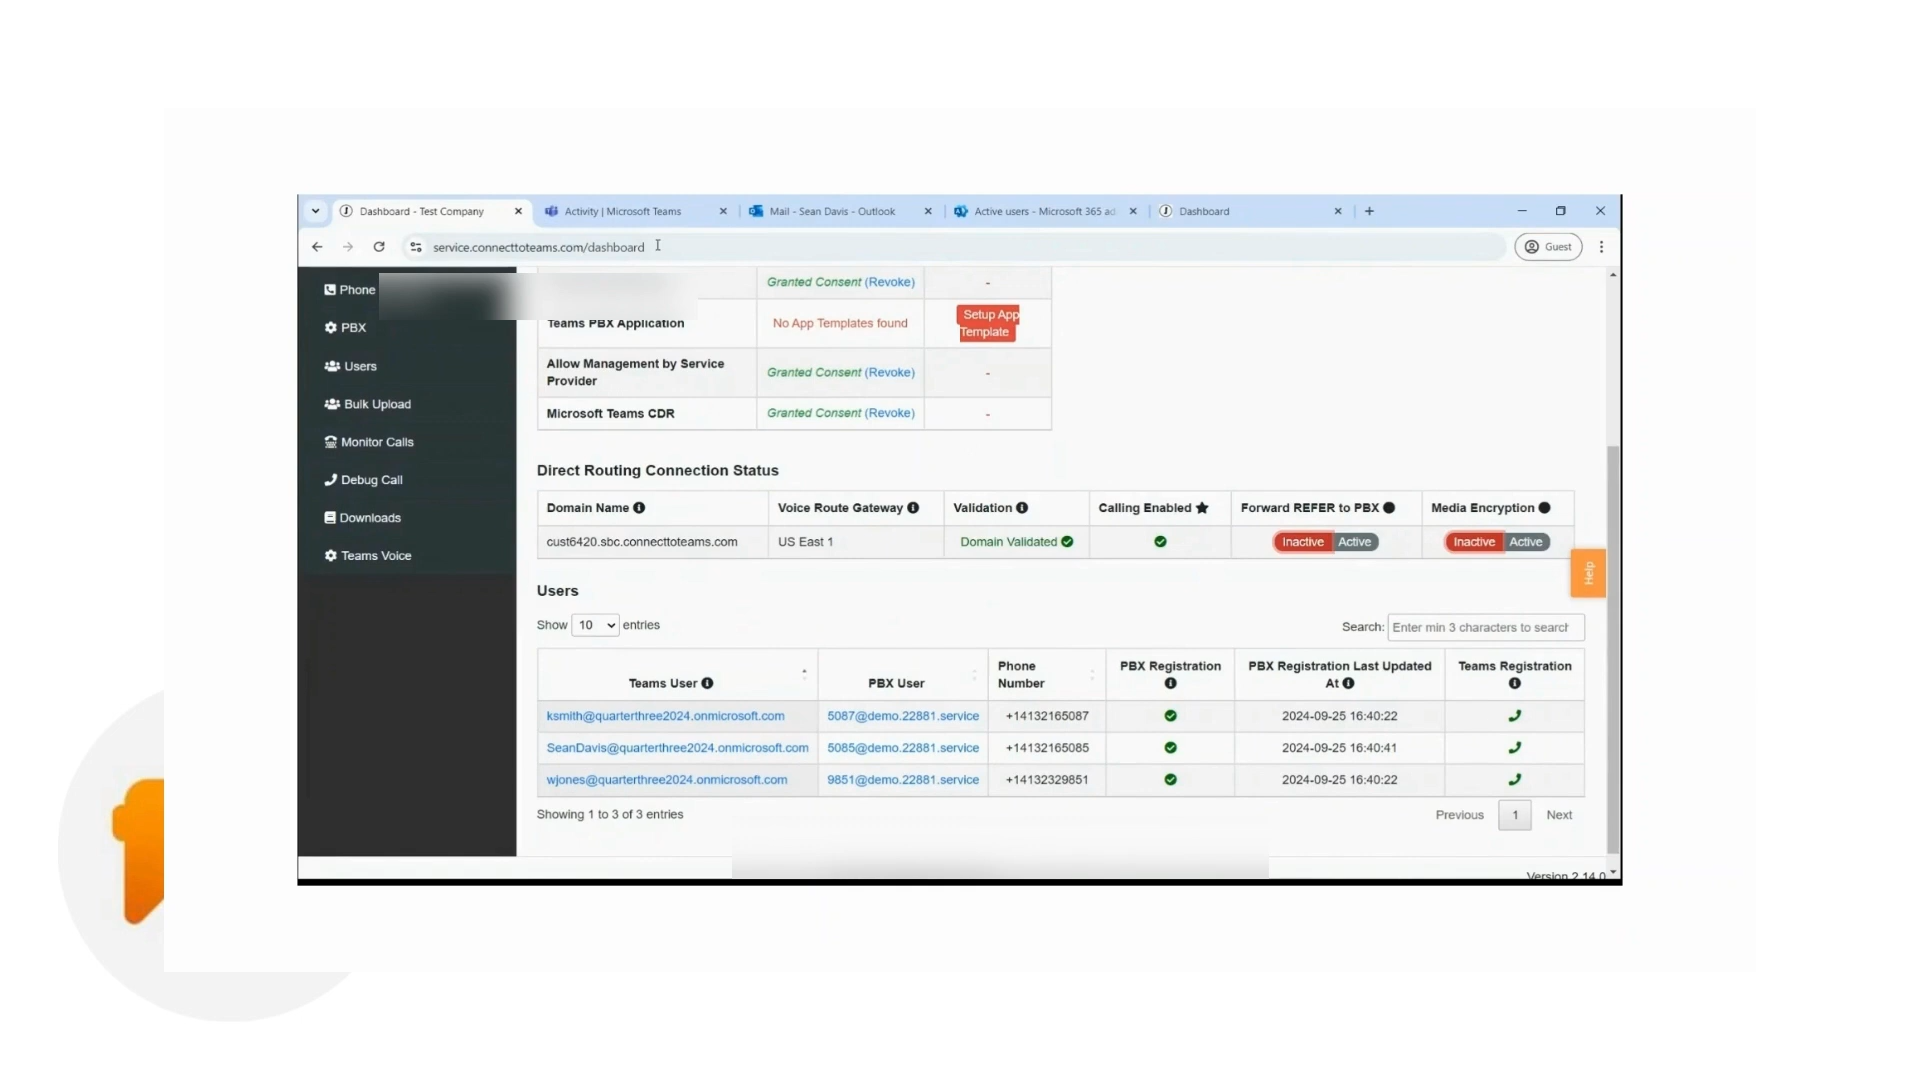 Dashboard - Test Company
Activity | Microsoft Teams
Mail - Sean Davis - Outlook
Active users - Microsoft 365 ad
Dashboard
service.connecttoteams.com/dashboard
Guest
Phone
PBX
Users
Bulk Upload
Monitor Calls
Debug Call
Downloads
Teams Voice
Granted Consent (Revoke) -
Teams PBX Application No App Templates found Setup App
Template
Allow Management by Service
Provider Granted Consent (Revoke) -
Microsoft Teams CDR Granted Consent (Revoke) -
Direct Routing Connection Status
Domain Name Voice Route Gateway Validation Calling Enabled Forward REFER to PBX Media Encryption
cust6420.sbc.connecttoteams.com US East 1 Domain Validated Inactive Active Inactive Active
Help
Users
Show 10 entries
Search: Enter min 3 characters to search
Teams User PBX User Phone
Number PBX Registration PBX Registration Last Updated
At Teams Registration
ksmith@quarterthree2024.onmicrosoft.com 5087@demo.22881.service +14132165087 2024-09-25 16:40:22
SeanDavis@quarterthree2024.onmicrosoft.com 5085@demo.22881.service +14132165085 2024-09-25 16:40:41
wjones@quarterthree2024.onmicrosoft.com 9851@demo.22881.service +14132329851 2024-09-25 16:40:22
Showing 1 to 3 of 3 entries
Previous 1 Next
Version 2.14.0